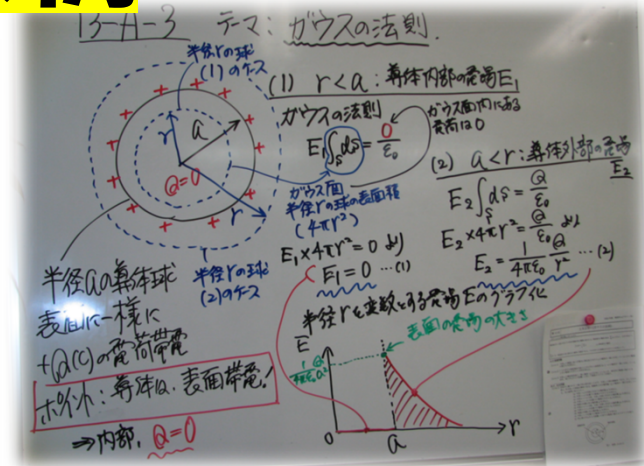 13-A-3 テーマ: ガウスの法則.
半径rの球
(1)のケース
a
r
Q=0
r
半径aの導体球
表面に一様に
+Q(C)の電荷帯電
半径rの球
(2)のケース
ポイント: 導体は、表面帯電!
⇒内部, Q=0
(1) r<a: 導体内部の電場E₁
ガウスの法則
ガウス面内にある
電荷は0
E₁∫ₛds = 0/ε₀
ガウス面
半径rの球の表面積
(4πr²)
E₁×4πr²=0 より
E₁=0 …(1)
(2) a<r: 導体外部の電場
E₂
E₂∫ₛds = Q/ε₀
E₂×4πr²=Q/ε₀ より
E₂=1/4πε₀ Q/r² …(2)
半径rを変数とする電場Eのグラフ化
表面の電場の大きさ
E
1/4πε₀ Q/a²
0
a
r